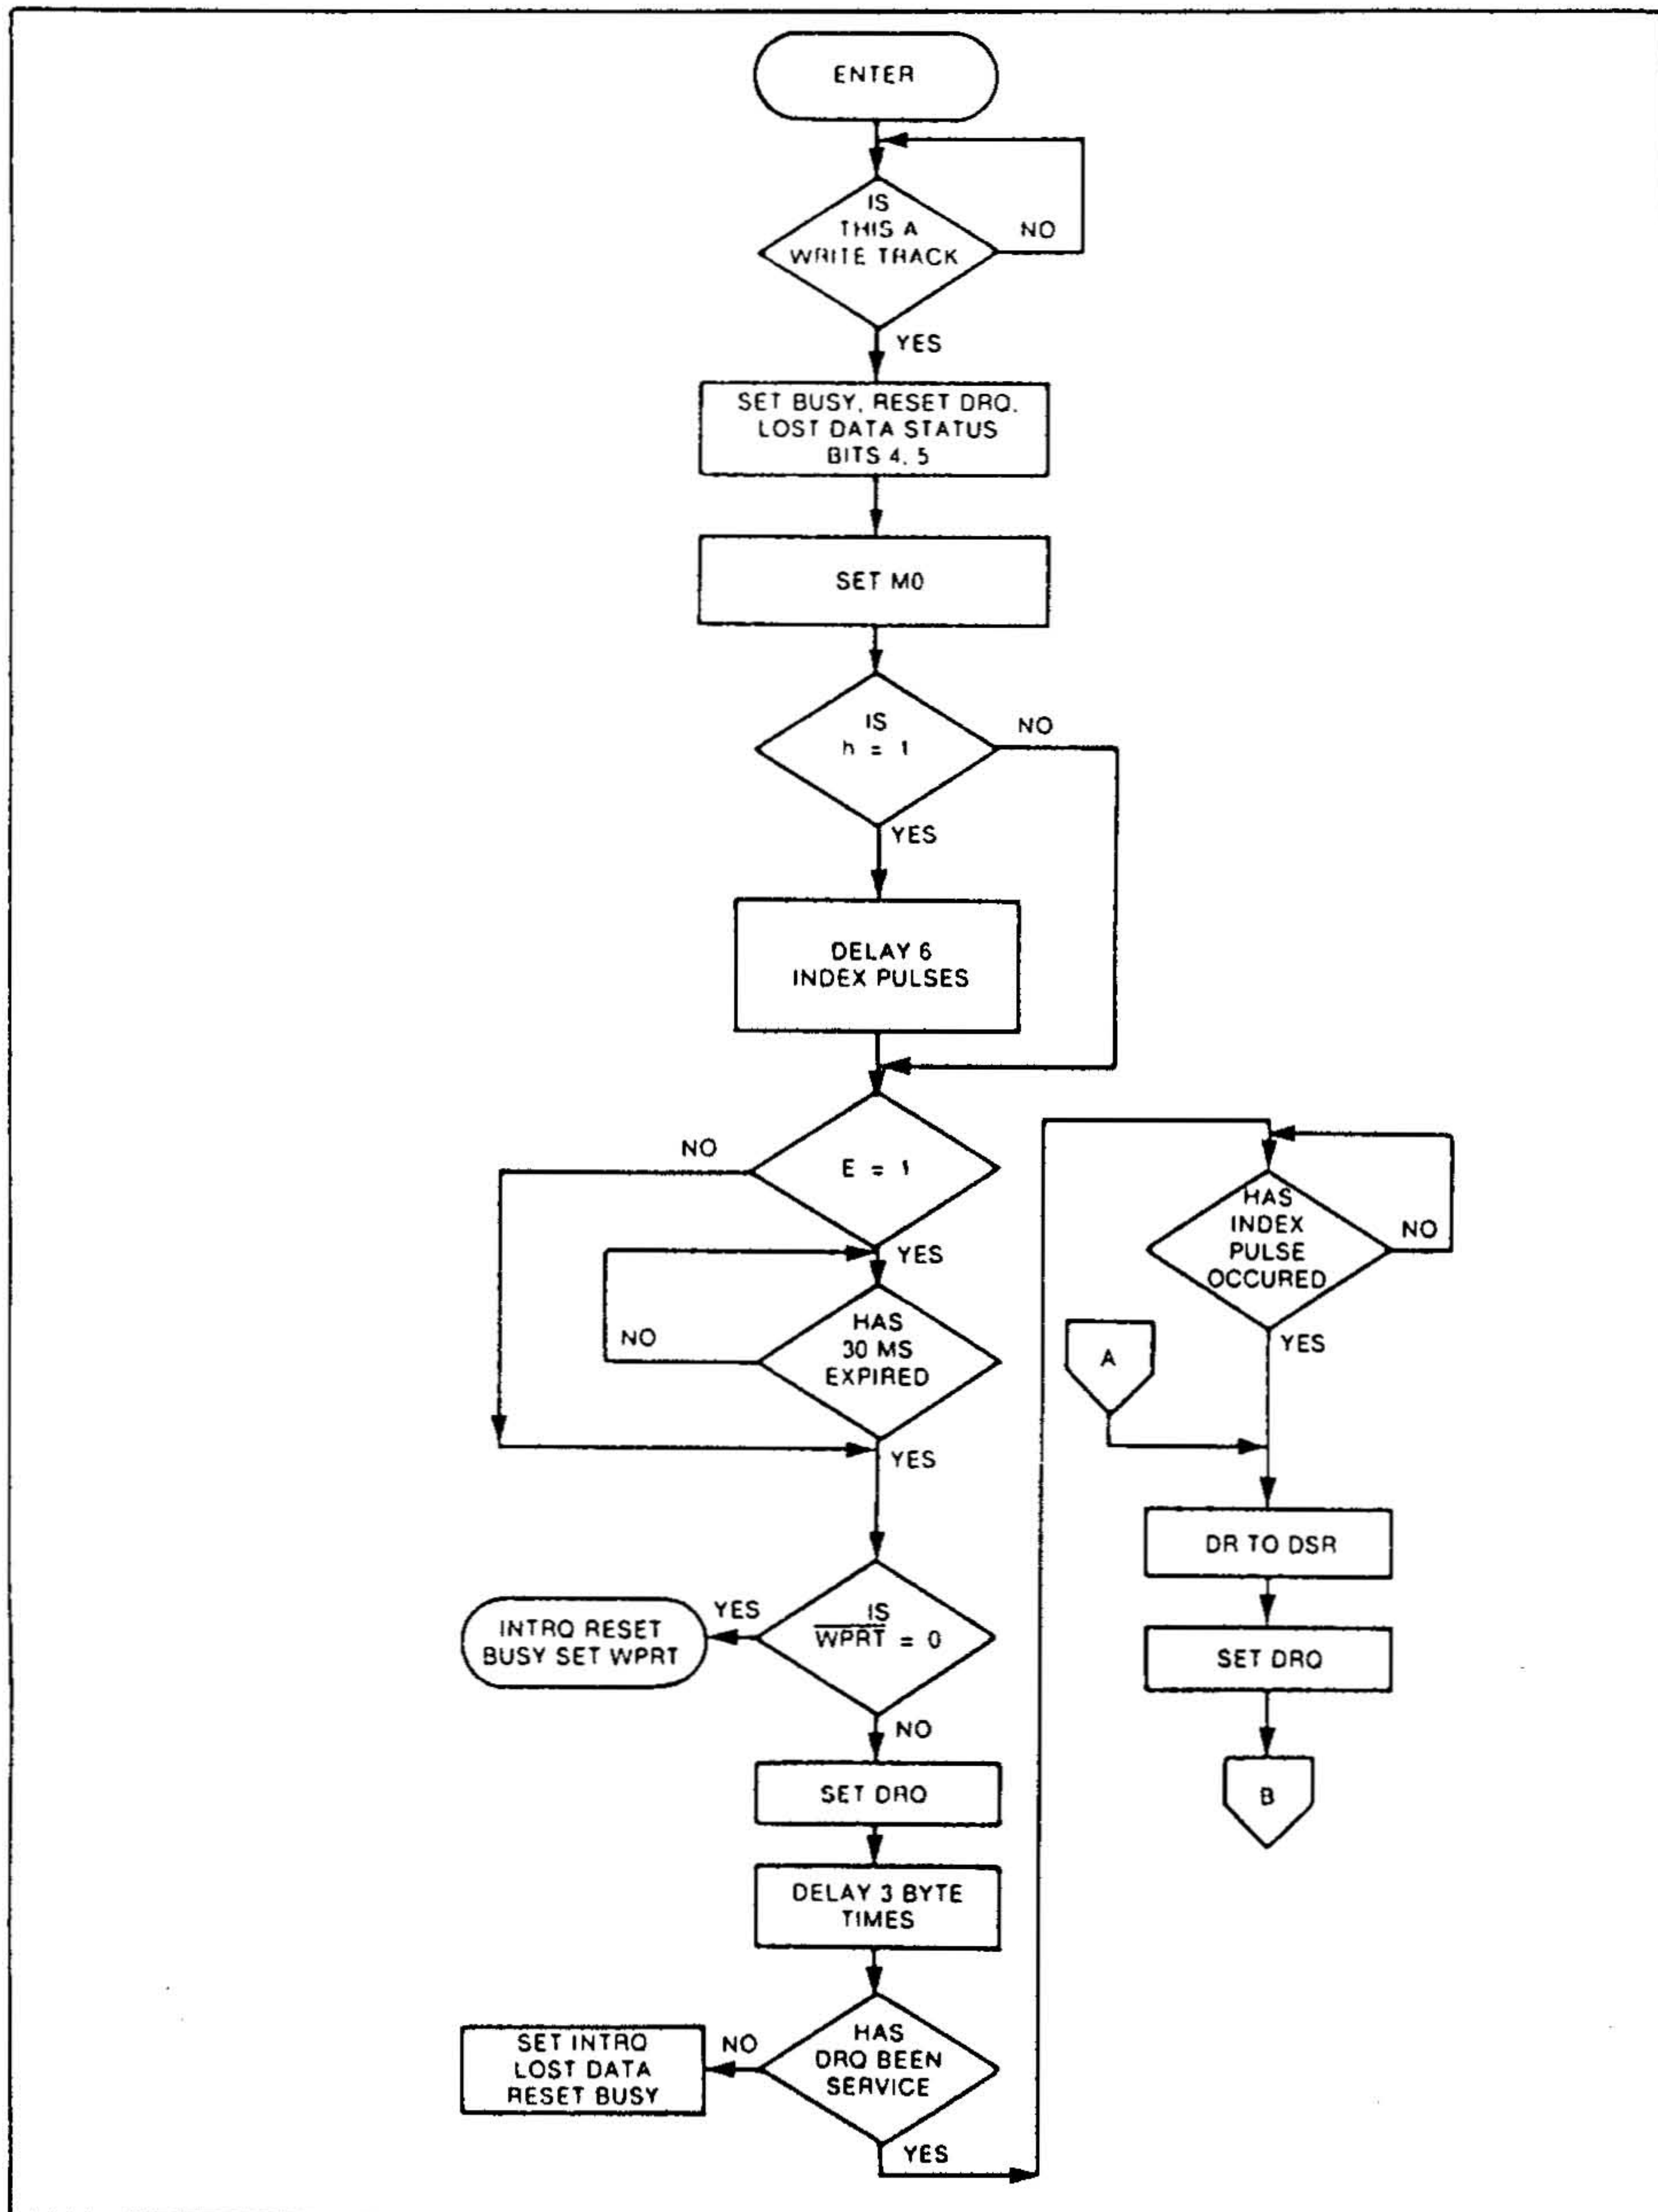 ENTER
IS
THIS A
WRITE TRACK
NO
YES
SET BUSY, RESET DRQ,
LOST DATA STATUS
BITS 4, 5
SET M0
IS
h = 1
NO
YES
DELAY 6
INDEX PULSES
E = 1
NO
YES
HAS
30 MS
EXPIRED
NO
YES
IS
WPRT = 0
YES
INTRQ RESET
BUSY SET WPRT
NO
SET DRQ
DELAY 3 BYTE
TIMES
HAS
DRQ BEEN
SERVICE
NO
SET INTRQ
LOST DATA
RESET BUSY
YES
HAS
INDEX
PULSE
OCCURED
NO
YES
A
DR TO DSR
SET DRQ
B